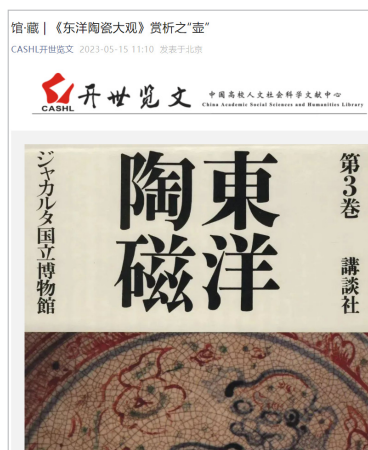 馆·藏 | 《东洋陶瓷大观》赏析之“壶”
CASHL开世览文 2023-05-15 11:10 发表于北京
CASHL
开世览文
中国高校人文社会科学文献中心
China Academic Social Sciences and Humanities Library
第3巻 講談社
東洋
陶磁
ジャカルタ国立博物館